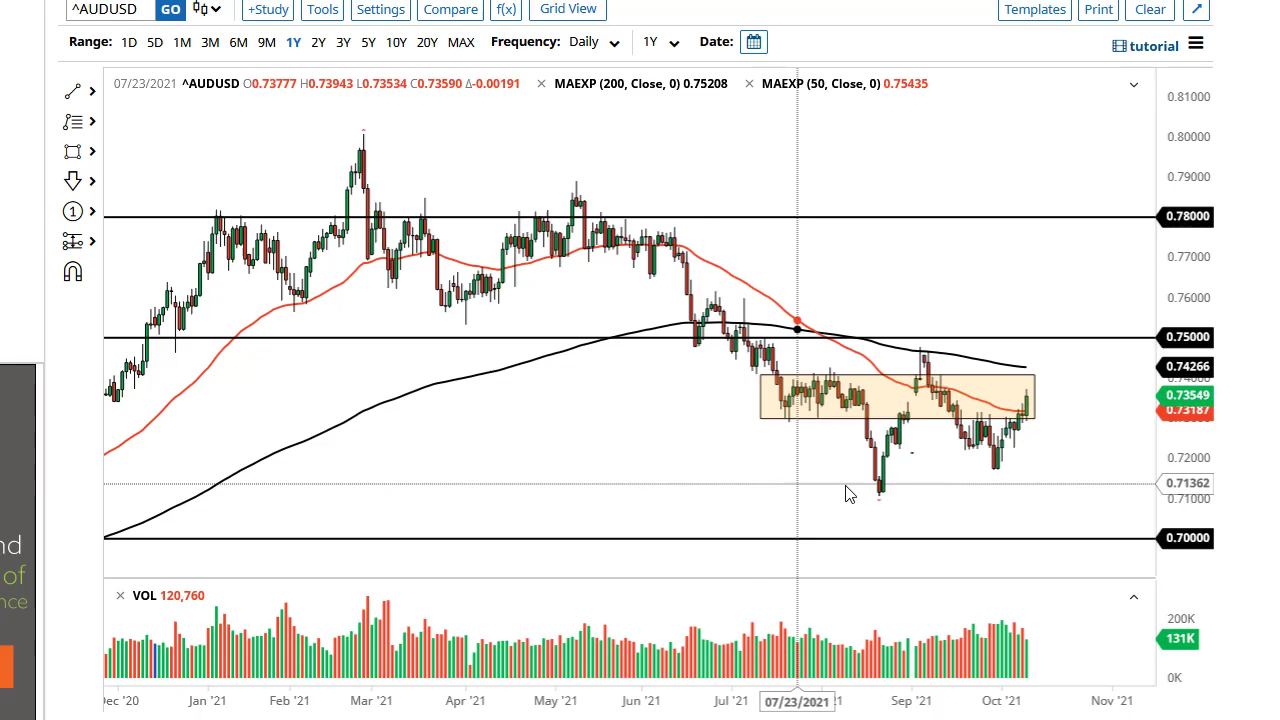 ^AUDUSD GO +Study Tools Settings Compare f(x) Grid View Templates Print Clear
Range: 1D 5D 1M 3M 6M 9M 1Y 2Y 3Y 5Y 10Y 20Y MAX Frequency: Daily 1Y Date: tutorial
07/23/2021 ^AUDUSD O0.73777 H0.73943 L0.73534 C0.73590 Δ-0.00191 × MAEXP (200, Close, 0) 0.75208 × MAEXP (50, Close, 0) 0.75435
0.81000
0.80000
0.79000
0.78000
0.77000
0.76000
0.75000
0.74266
0.74000
0.73549
0.73187
0.72000
0.71362
0.71000
0.70000
1
nd
of
nce
× VOL 120,760
200K
131K
0K
Dec '20 Jan '21 Feb '21 Mar '21 Apr '21 May '21 Jun '21 Jul '21 07/23/2021 21 Sep '21 Oct '21 Nov '21